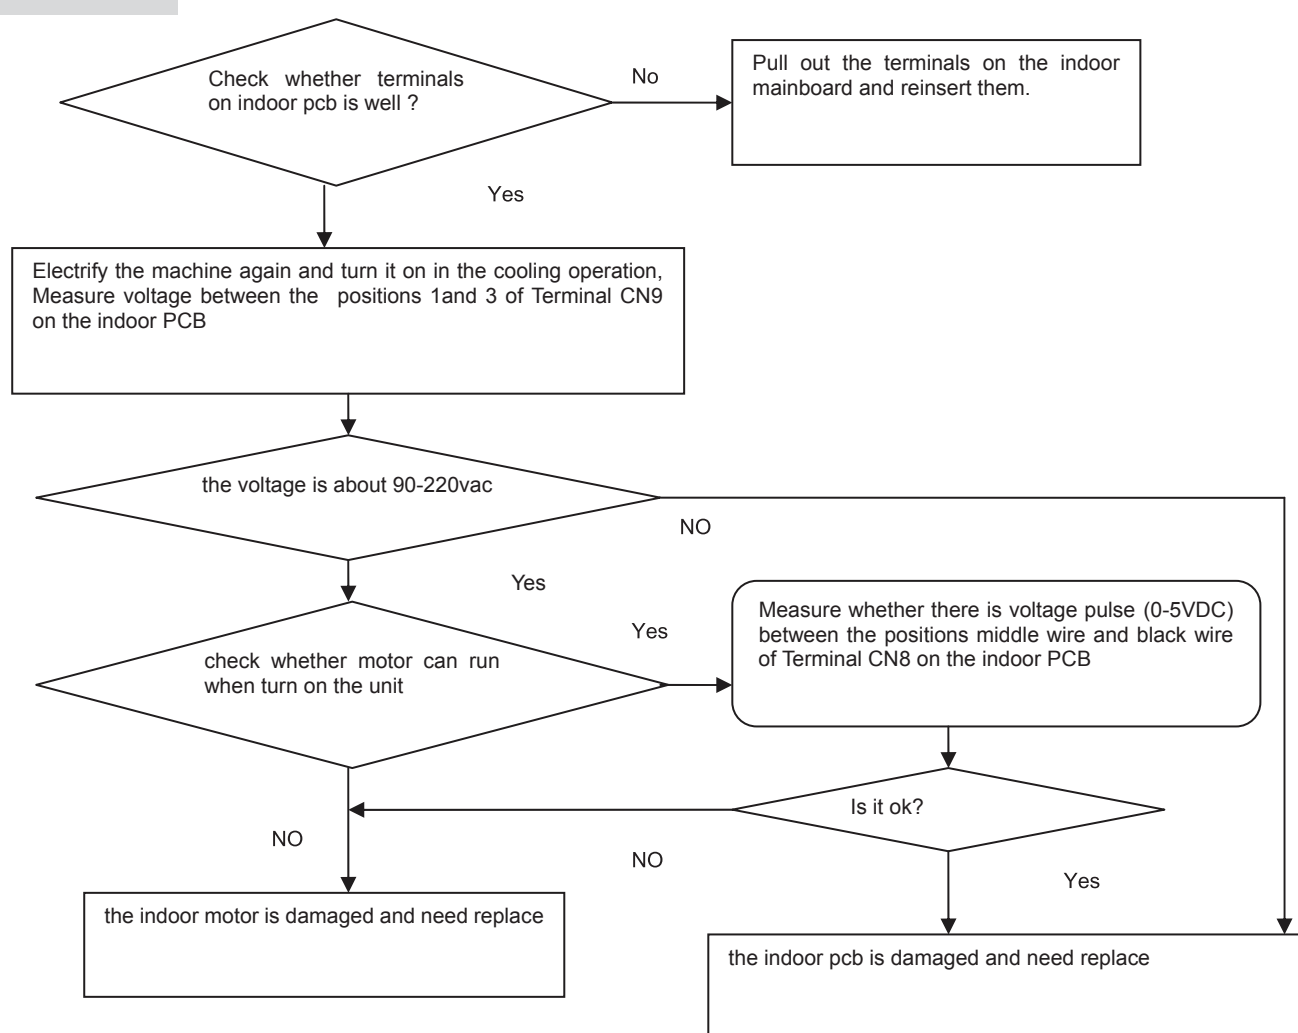 Check whether terminals
on indoor pcb is well ?
No
Pull out the terminals on the indoor
mainboard and reinsert them.
Yes
Electrify the machine again and turn it on in the cooling operation,
Measure voltage between the positions 1and 3 of Terminal CN9
on the indoor PCB
the voltage is about 90-220vac
NO
Yes
check whether motor can run
when turn on the unit
Yes
Measure whether there is voltage pulse (0-5VDC)
between the positions middle wire and black wire
of Terminal CN8 on the indoor PCB
Is it ok?
NO
NO
Yes
the indoor motor is damaged and need replace
the indoor pcb is damaged and need replace